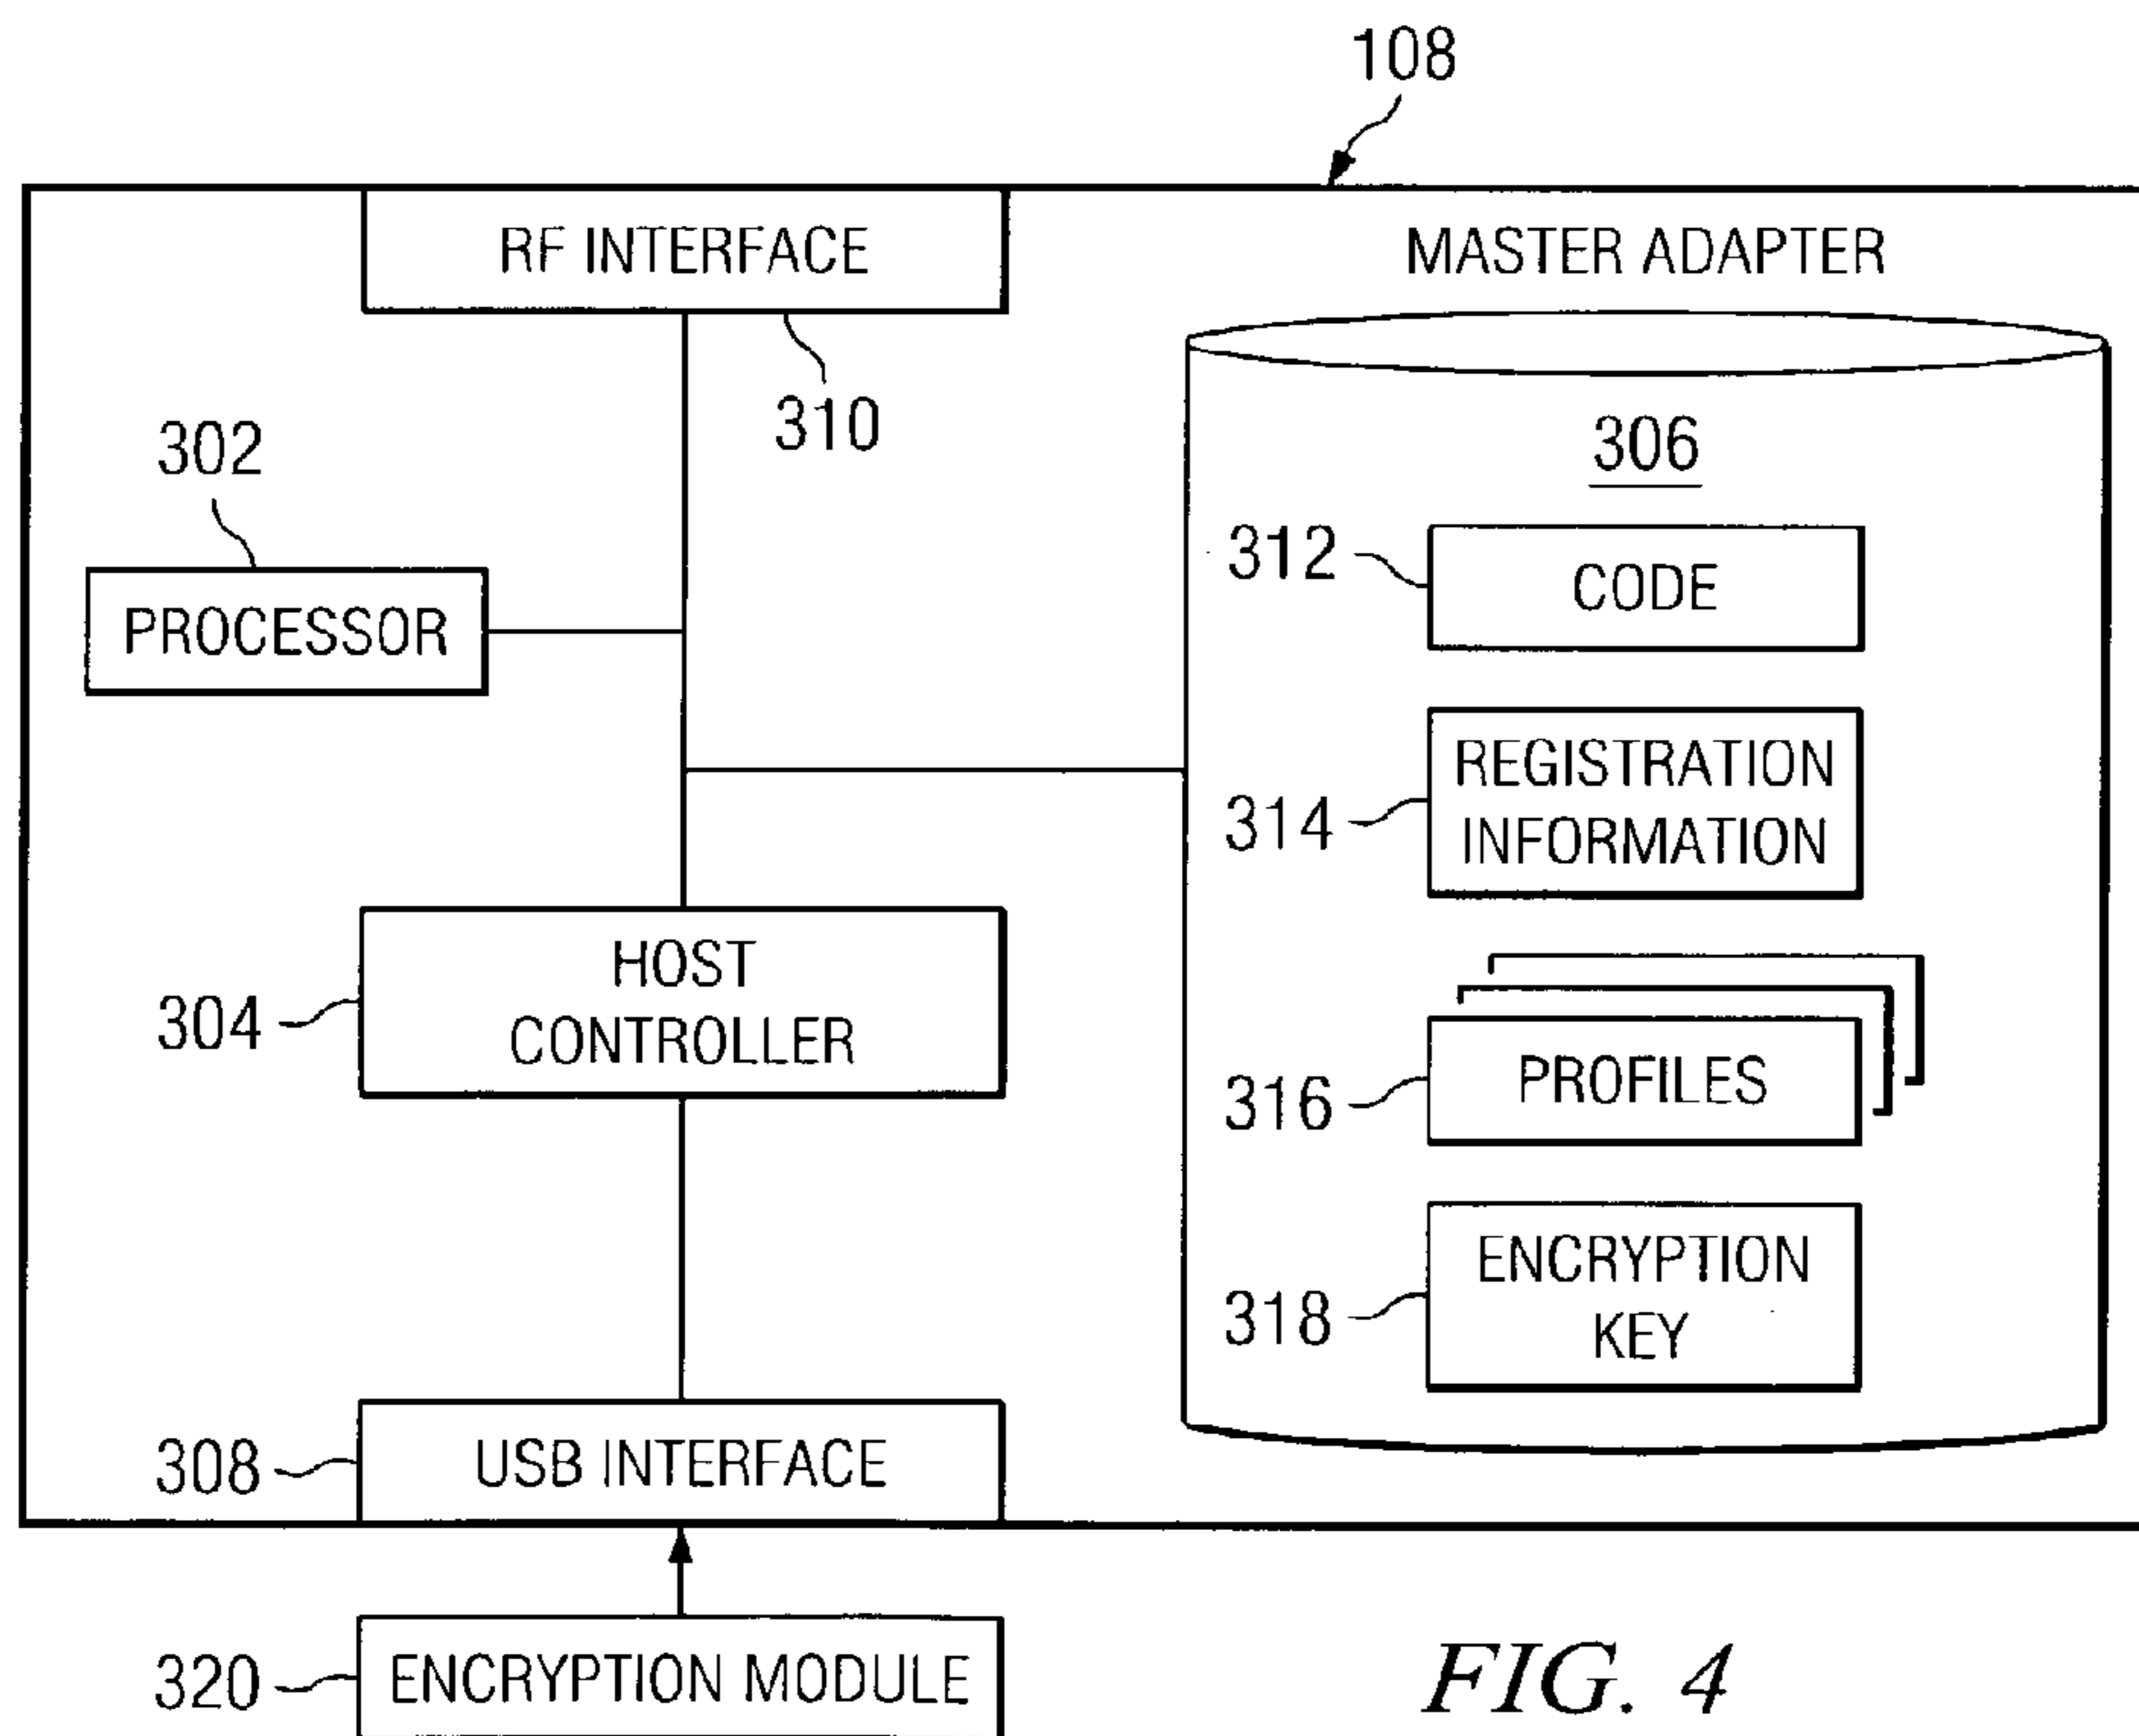 108
RF INTERFACE
MASTER ADAPTER
310
302
PROCESSOR
306
312
CODE
314
REGISTRATION
INFORMATION
304
HOST
CONTROLLER
316
PROFILES
318
ENCRYPTION
KEY
308
USB INTERFACE
320
ENCRYPTION MODULE
FIG. 4